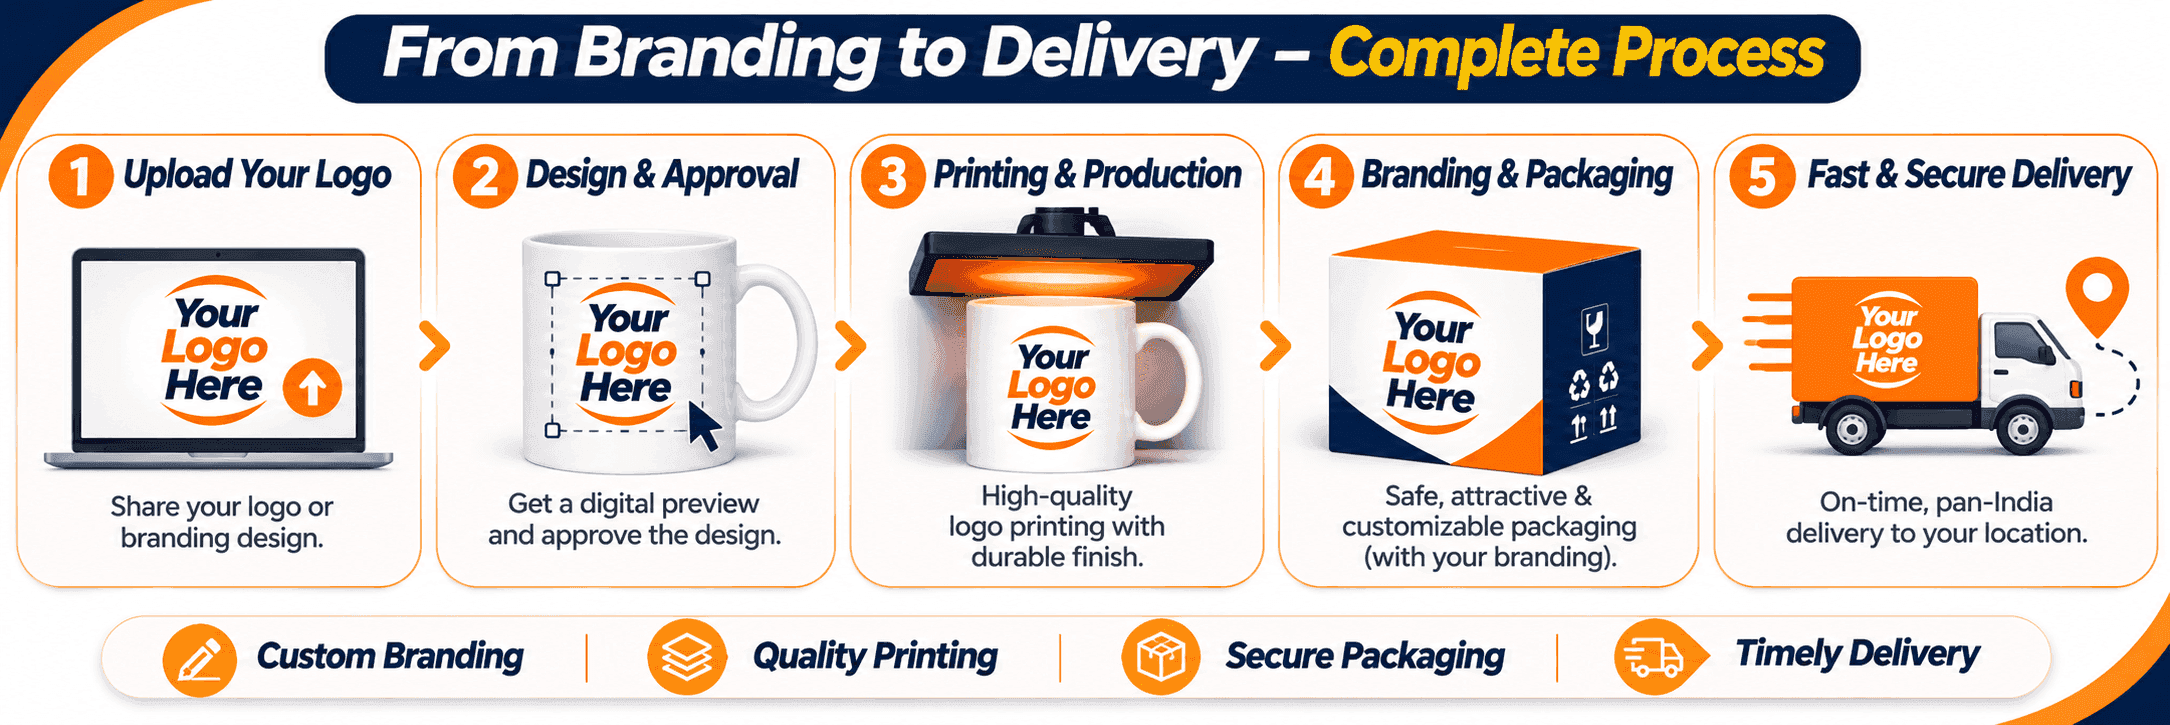 From Branding to Delivery – Complete Process
1 Upload Your Logo
Your
Logo
Here
Share your logo or
branding design.
2 Design & Approval
Your
Logo
Here
Get a digital preview
and approve the design.
3 Printing & Production
Your
Logo
Here
High-quality
logo printing with
durable finish.
4 Branding & Packaging
Your
Logo
Here
Safe, attractive &
customizable packaging
(with your branding).
5 Fast & Secure Delivery
Your
Logo
Here
On-time, pan-India
delivery to your location.
Custom Branding
Quality Printing
Secure Packaging
Timely Delivery